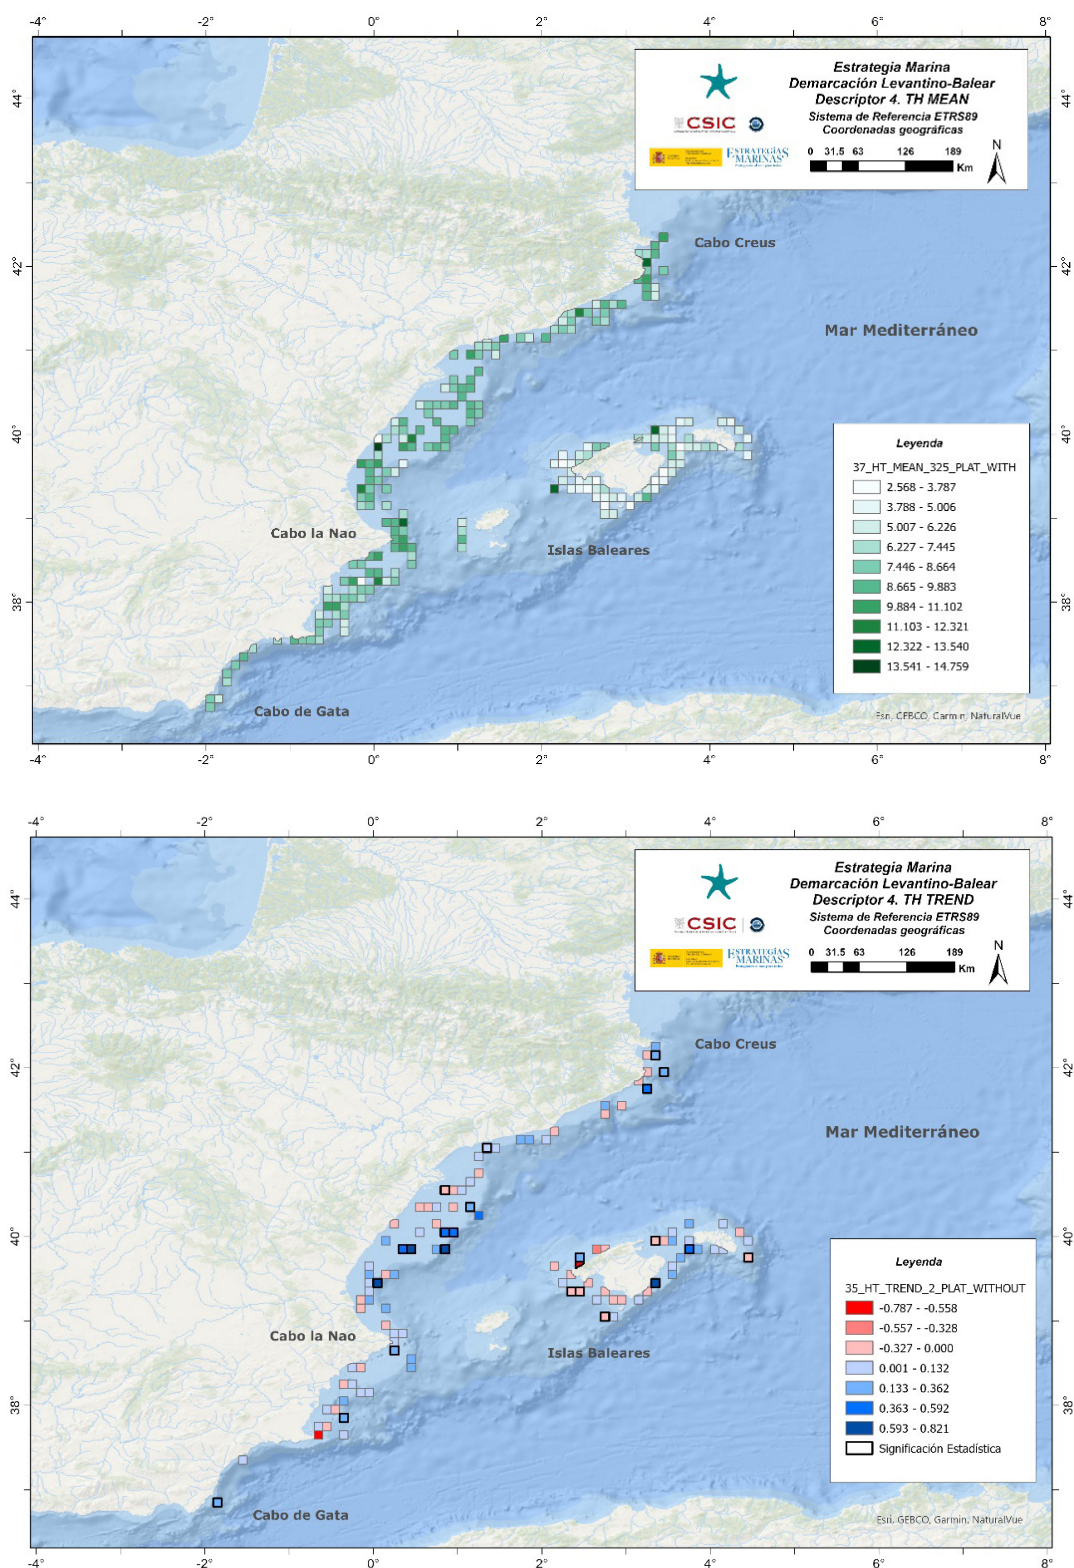 -4°
-2°
0°
2°
4°
6°
8°
Estrategia Marina
Demarcación Levantino-Balear
Descriptor 4. TH MEAN
Sistema de Referencia ETRS89
Coordenadas geográficas
CSIC
ESTRATEGIAS
MARINAS
0 31.5 63 126 189
Km
N
44°
44°
Cabo Creus
42°
42°
Mar Mediterráneo
40°
40°
Leyenda
37_HT_MEAN_325_PLAT_WITH
2.568 - 3.787
3.788 - 5.006
5.007 - 6.226
6.227 - 7.445
7.446 - 8.664
8.665 - 9.883
9.884 - 11.102
11.103 - 12.321
12.322 - 13.540
13.541 - 14.759
Cabo la Nao
Islas Baleares
38°
38°
Cabo de Gata
Esri, GEBCO, Garmin, NaturalVue
-4°
-2°
0°
2°
4°
6°
8°
-4°
-2°
0°
2°
4°
6°
8°
Estrategia Marina
Demarcación Levantino-Balear
Descriptor 4. TH TREND
Sistema de Referencia ETRS89
Coordenadas geográficas
CSIC
ESTRATEGIAS
MARINAS
0 31.5 63 126 189
Km
N
44°
44°
Cabo Creus
42°
42°
Mar Mediterráneo
40°
40°
Leyenda
35_HT_TREND_2_PLAT_WITHOUT
-0.787 - -0.558
-0.557 - -0.328
-0.327 - 0.000
0.001 - 0.132
0.133 - 0.362
0.363 - 0.592
0.593 - 0.821
Significación Estadística
Cabo la Nao
Islas Baleares
38°
38°
Cabo de Gata
Esri, GEBCO, Garmin, NaturalVue
-4°
-2°
0°
2°
4°
6°
8°